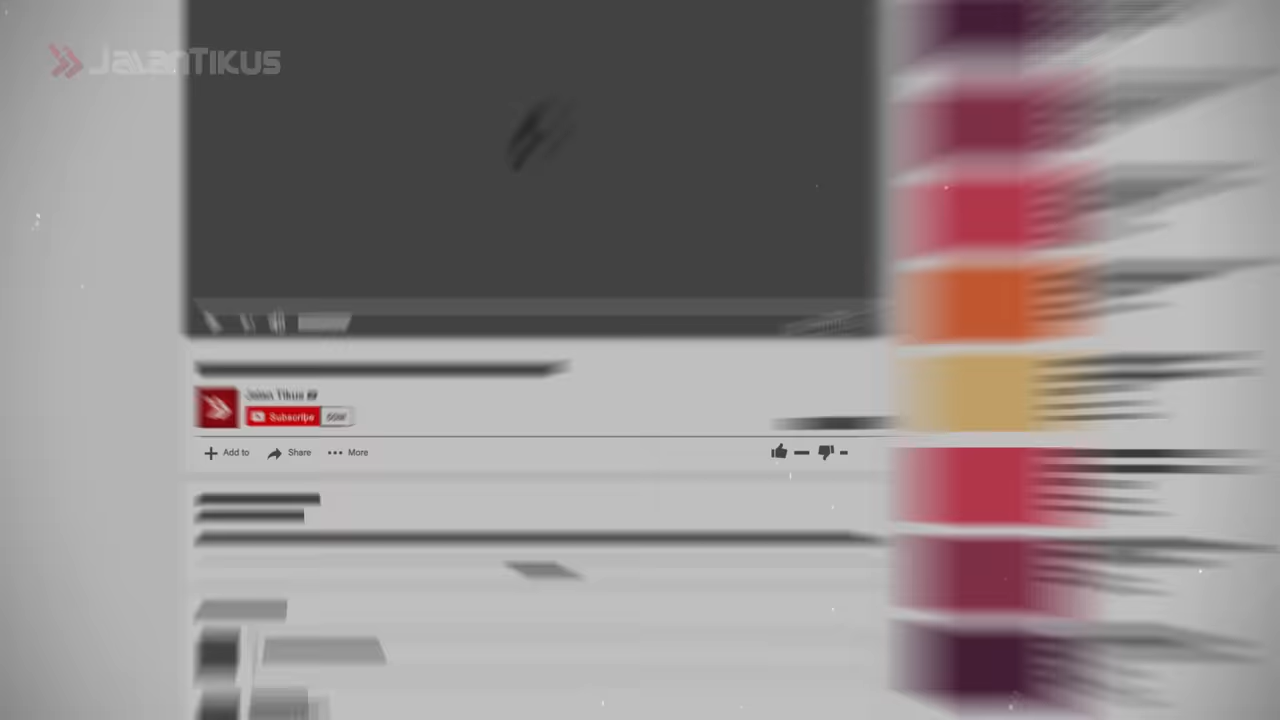 JalanTikus
Jalan Tikus
Subscribe
Add to
Share
More